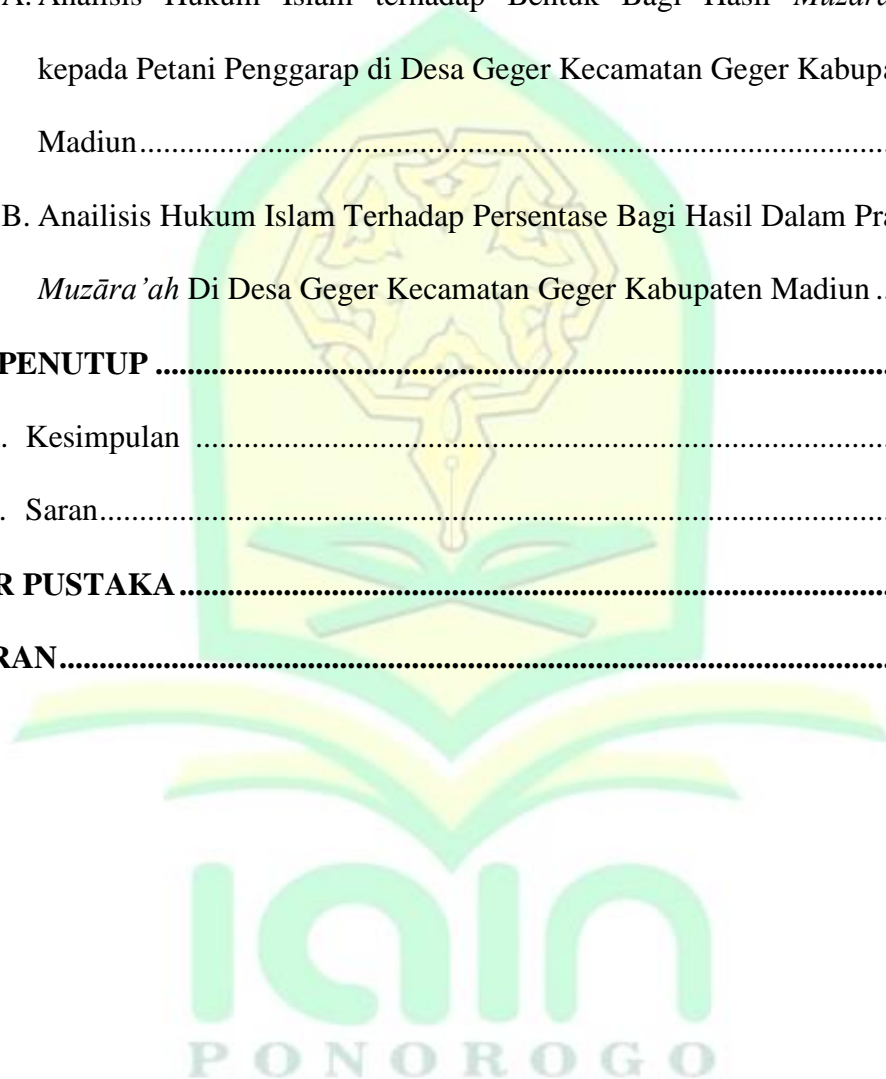 A. Analisis Hukum Islam terhadap Bentuk Bagi Hasil Muzāra
kepada Petani Penggarap di Desa Geger Kecamatan Geger Kabupa
Madiun........................................................................................
B. Anailisis Hukum Islam Terhadap Persentase Bagi Hasil Dalam Pra
Muzāra’ah Di Desa Geger Kecamatan Geger Kabupaten Madiun ..
PENUTUP ........................................................................................
. Kesimpulan ........................................................................................
. Saran........................................................................................
R PUSTAKA ........................................................................................
RAN........................................................................................
iain
PONOROGO